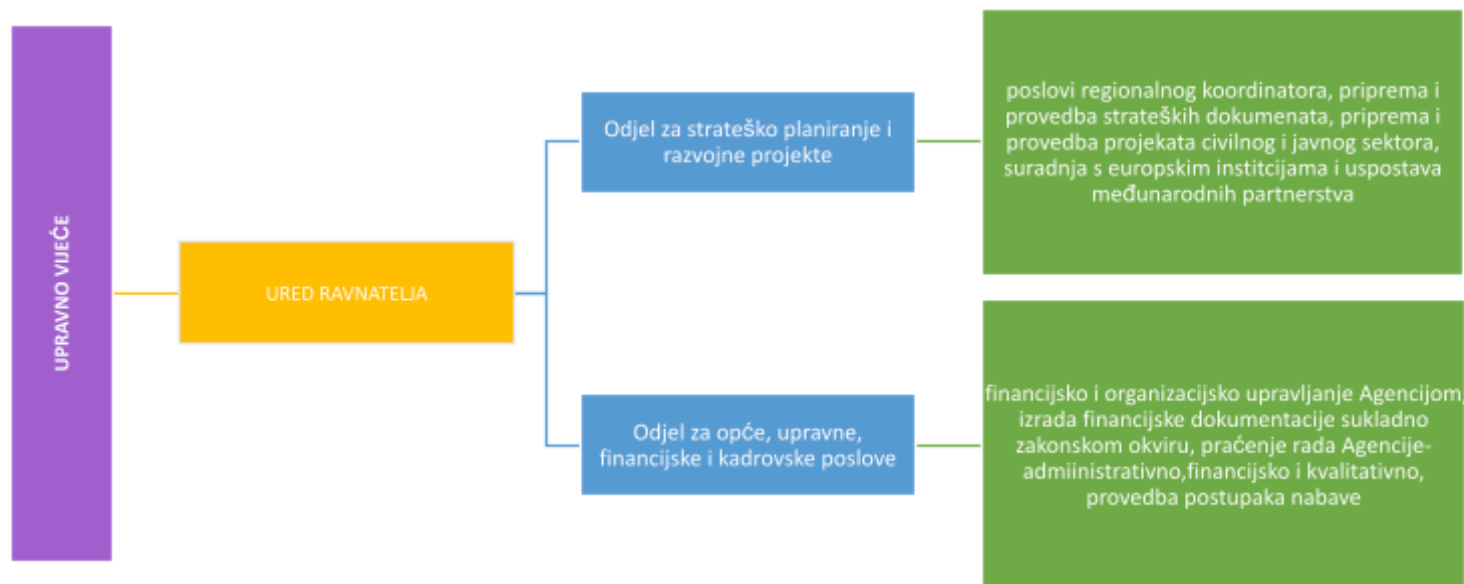 UPRAVNO VIJEĆE
URED RAVNATELJA
Odjel za strateško planiranje i
razvojne projekte
poslovi regionalnog koordinatora, priprema i
provedba strateških dokumenata, priprema i
provedba projekata civilnog i javnog sektora,
suradnja s europskim institcijama i uspostava
međunarodnih partnerstva
Odjel za opće, upravne,
financijske i kadrovske poslove
financijsko i organizacijsko upravljanje Agencijom,
izrada financijske dokumentacije sukladno
zakonskom okviru, praćenje rada Agencije-
admiinistrativno,financijsko i kvalitativno,
provedba postupaka nabave